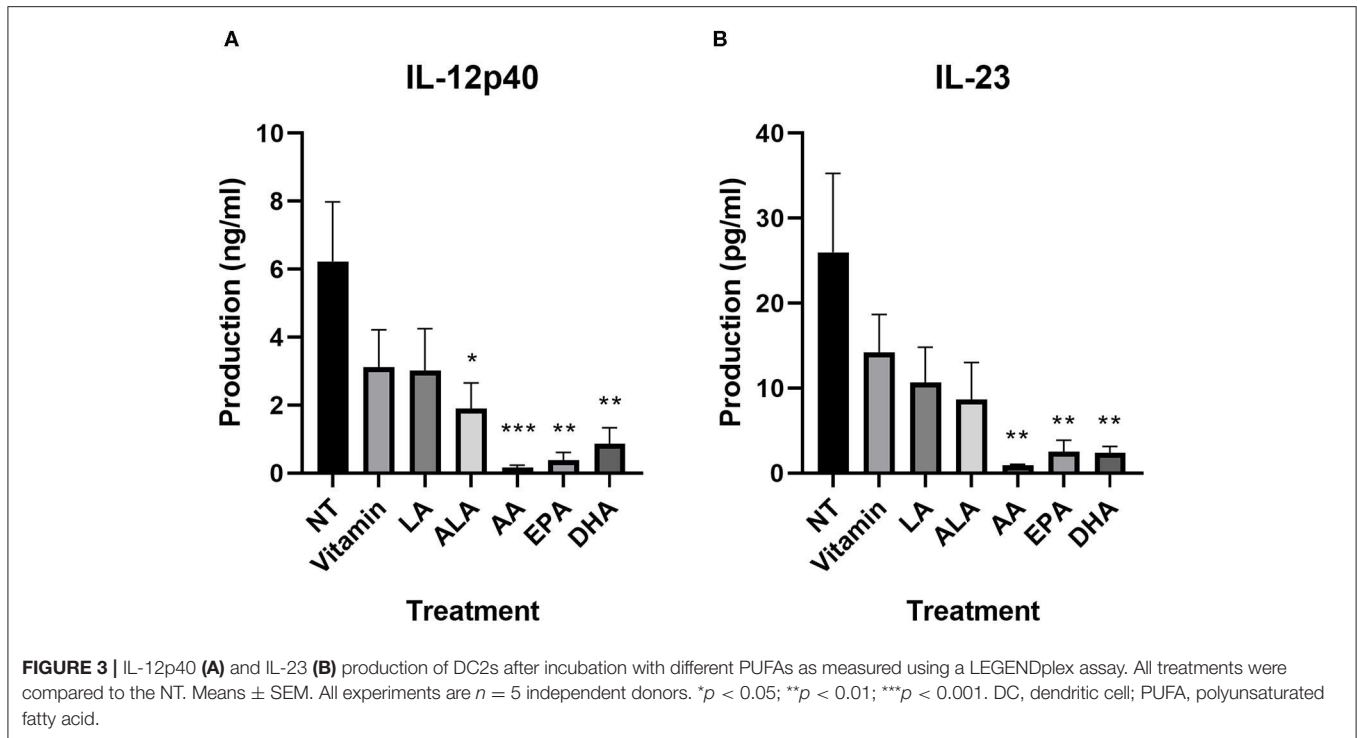 A
IL-12p40
Production (ng/ml)
10
8
6
4
2
0
*
***
**
**
NT
Vitamin
LA
ALA
AA
EPA
DHA
Treatment
B
IL-23
Production (pg/ml)
40
30
20
10
0
**
**
**
NT
Vitamin
LA
ALA
AA
EPA
DHA
Treatment
FIGURE 3 | IL-12p40 (A) and IL-23 (B) production of DC2s after incubation with different PUFAs as measured using a LEGENDplex assay. All treatments were
compared to the NT. Means ± SEM. All experiments are n = 5 independent donors. *p < 0.05; **p < 0.01; ***p < 0.001. DC, dendritic cell; PUFA, polyunsaturated
fatty acid.